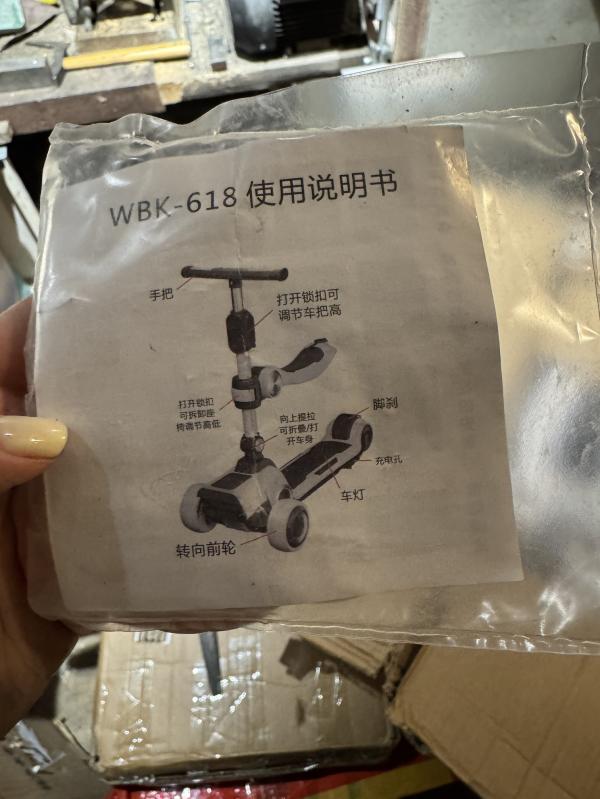 WBK-618 使用说明书
手把
打开锁扣可
调节车把高
打开锁扣
可拆卸座
椅调节高低
向上提拉
可折叠/打
开车身
脚刹
充电孔
车灯
转向前轮